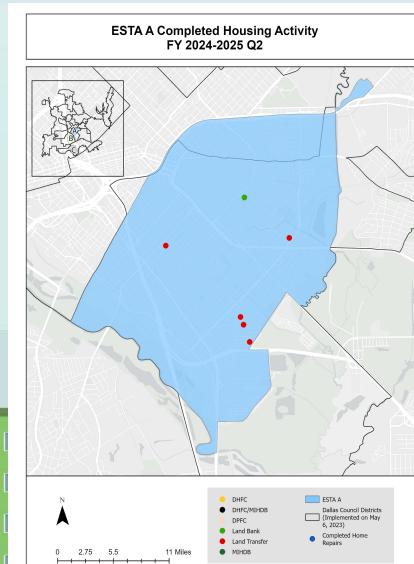 ESTA A Completed Housing Activity
FY 2024-2025 Q2
A
B
N
0 2.75 5.5 11 Miles
DHFC
DHFC/MIHDB
DPFC
Land Bank
Land Transfer
MIHDB
ESTA A
Dallas Council Districts
(Implemented on May
6, 2023)
Completed Home
Repairs